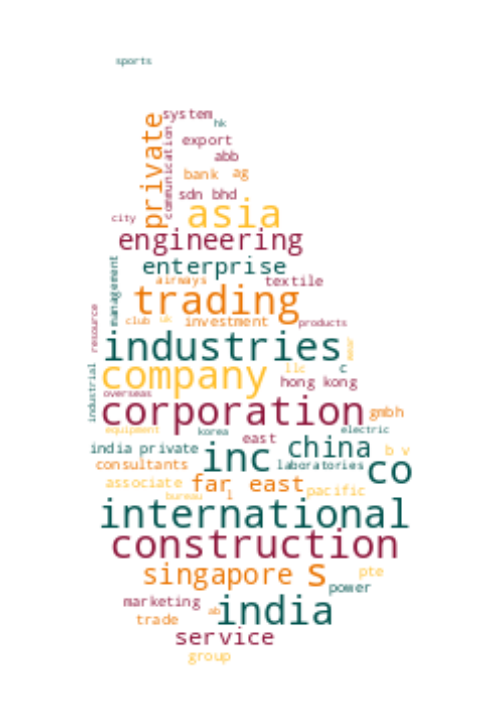 sports
private
system
hk
communication
export
abb
bank ag
sdn bhd
city
asia
engineering
management
enterprise
airways
textile
trading
resource
club
investment
products
industries
industrial
company
llc
c
hong kong
overseas
corporation
gmbh
equipment
korea
electric
east
india private
inc
china
b v
consultants
laboratories
co
associate
far east
pacific
bureau
l
international
construction
singapore
s
pte
power
marketing
ab
india
trade
service
group